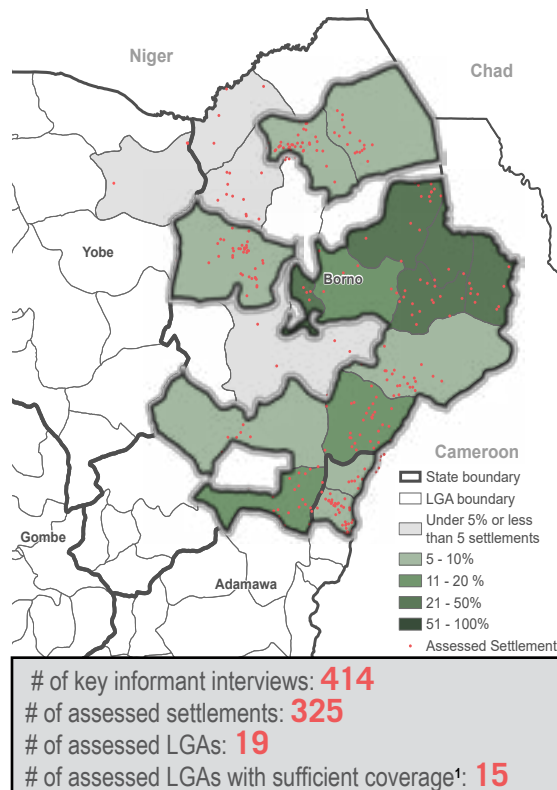 Niger
Chad
Yobe
Borno
Cameroon
State boundary
LGA boundary
Under 5% or less
than 5 settlements
5 - 10%
11 - 20 %
21 - 50%
51 - 100%
Assessed Settlement
Gombe
Adamawa
# of key informant interviews: 414
# of assessed settlements: 325
# of assessed LGAs: 19
# of assessed LGAs with sufficient coverage¹: 15